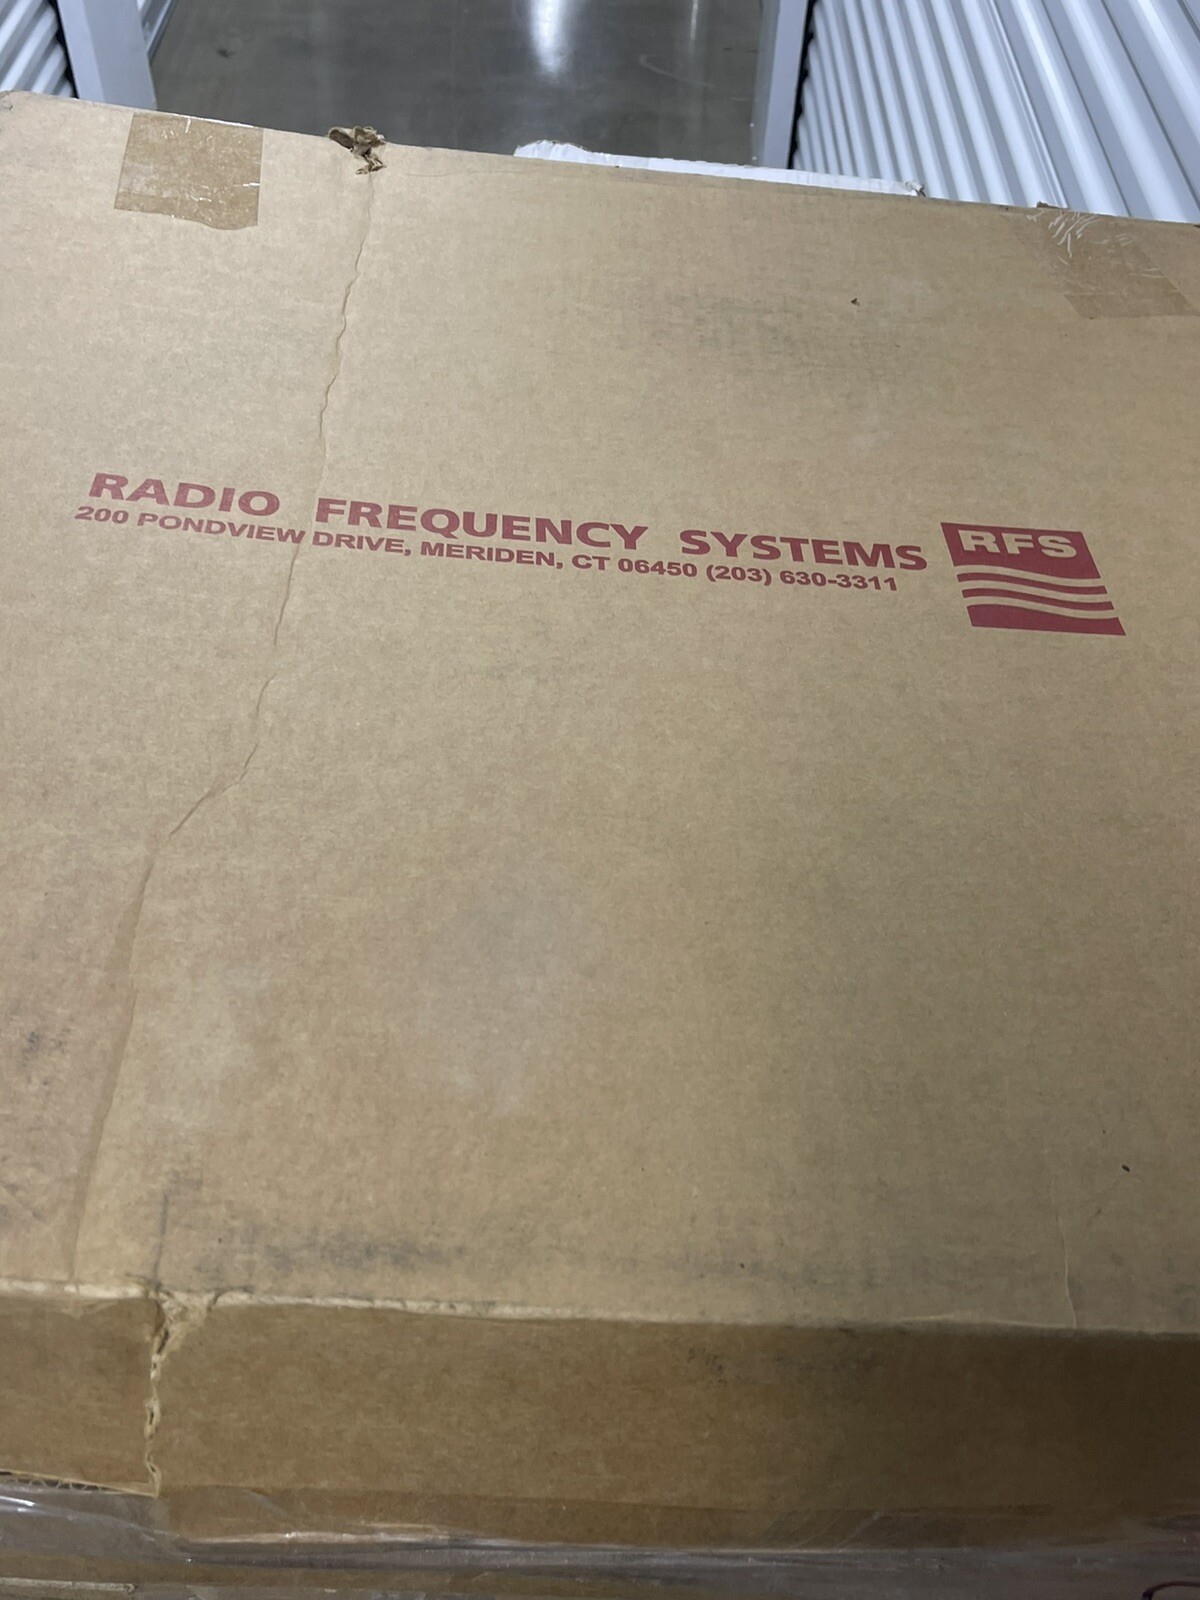 RADIO FREQUENCY SYSTEMS
200 PONDVIEW DRIVE, MERIDEN, CT 06450 (203) 630-3311
RFS